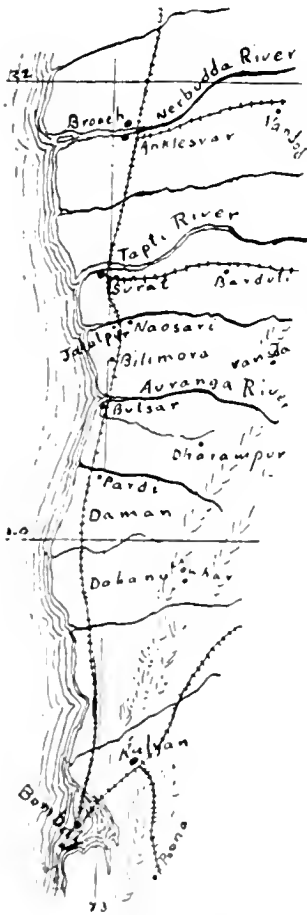 Nerbudda River
Broach
Anklesvar
Tapti River
Surat
Barduli
Jalalpur
Naosari
Bilimora
Auranga River
Bulsar
Dharampur
Pardi
Daman
Dahanu
Kalyan
Bombay
Poona
73